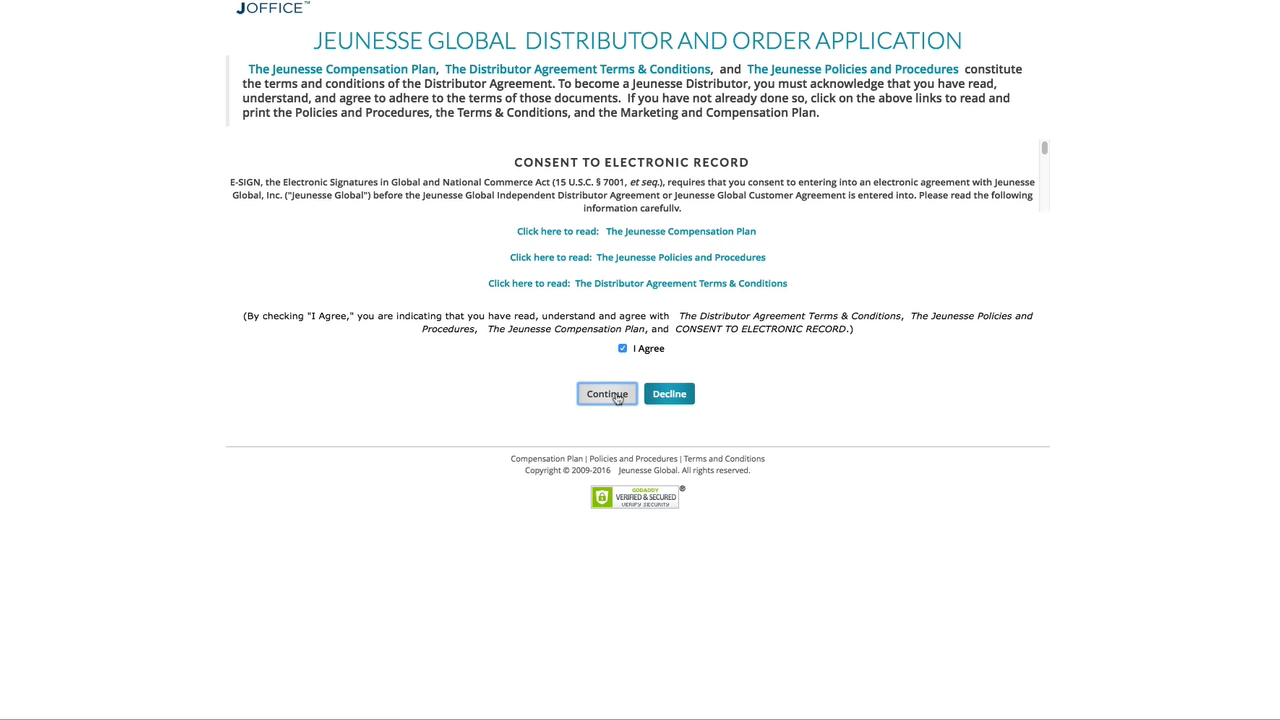 JOFFICE™
JEUNESSE GLOBAL DISTRIBUTOR AND ORDER APPLICATION
The Jeunesse Compensation Plan, The Distributor Agreement Terms & Conditions, and The Jeunesse Policies and Procedures constitute
the terms and conditions of the Distributor Agreement. To become a Jeunesse Distributor, you must acknowledge that you have read,
understand, and agree to adhere to the terms of those documents. If you have not already done so, click on the above links to read and
print the Policies and Procedures, the Terms & Conditions, and the Marketing and Compensation Plan.
CONSENT TO ELECTRONIC RECORD
E-SIGN, the Electronic Signatures in Global and National Commerce Act (15 U.S.C. § 7001, et seq.), requires that you consent to entering into an electronic agreement with Jeunesse
Global, Inc. ("Jeunesse Global") before the Jeunesse Global Independent Distributor Agreement or Jeunesse Global Customer Agreement is entered into. Please read the following
information carefully.
Click here to read: The Jeunesse Compensation Plan
Click here to read: The Jeunesse Policies and Procedures
Click here to read: The Distributor Agreement Terms & Conditions
(By checking "I Agree," you are indicating that you have read, understand and agree with The Distributor Agreement Terms & Conditions, The Jeunesse Policies and
Procedures, The Jeunesse Compensation Plan, and CONSENT TO ELECTRONIC RECORD.)
I Agree
Continue Decline
Compensation Plan | Policies and Procedures | Terms and Conditions
Copyright © 2009-2016 Jeunesse Global. All rights reserved.
GODADDY
VERIFIED & SECURED ®
VERIFY SECURITY